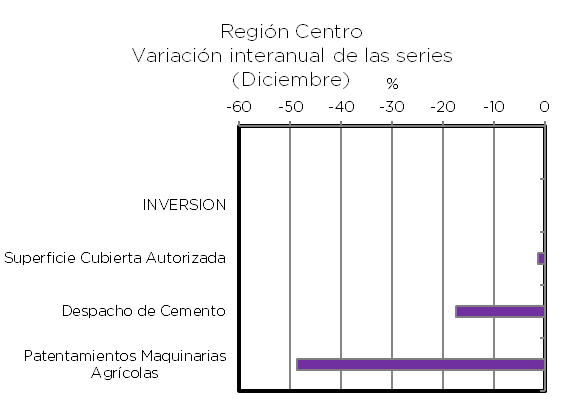 Región Centro
Variación interanual de las series
(Diciembre)
%
-60 -50 -40 -30 -20 -10 0
INVERSION
Superficie Cubierta Autorizada
Despacho de Cemento
Patentamientos Maquinarias
Agrícolas